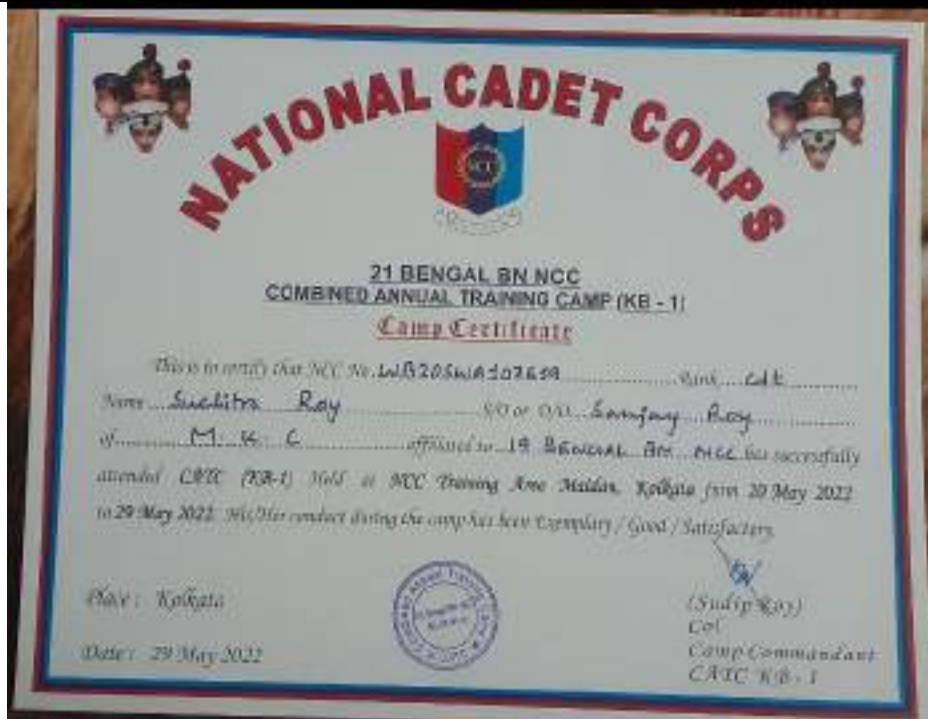 NATIONAL CADET CORPS
NCC
21 BENGAL BN NCC
COMBINED ANNUAL TRAINING CAMP (KB - 1)
Camp Certificate
This is to certify that NCC No. WB20SWA107659 Rank Cdt
Name Suchitra Roy S/O or D/O Sanjay Roy
of M. K. C affiliated to 19 BENGAL BN NCC has successfully
attended CATC (KB-1) Held at NCC Training Area Maidan, Kolkata from 20 May 2022
to 29 May 2022. His/Her conduct during the camp has been Exemplary / Good / Satisfactory
Place : Kolkata
Date : 29 May 2022
(Sudip Roy)
Col
Camp Commandant
CATC KB - 1